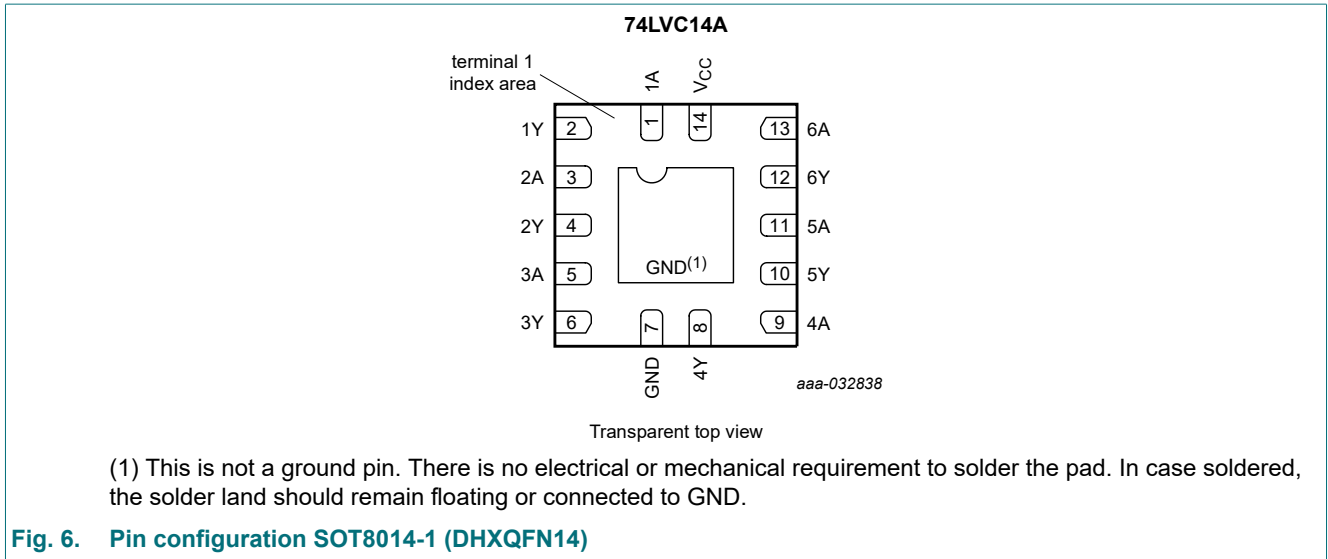 74LVC14A
terminal 1
index area
1A
VCC
1
14
1Y 2
13 6A
2A 3
12 6Y
2Y 4
11 5A
3A 5
GND(1)
10 5Y
3Y 6
7
8
9 4A
GND
4Y
aaa-032838
Transparent top view
(1) This is not a ground pin. There is no electrical or mechanical requirement to solder the pad. In case soldered,
the solder land should remain floating or connected to GND.
Fig. 6. Pin configuration SOT8014-1 (DHXQFN14)